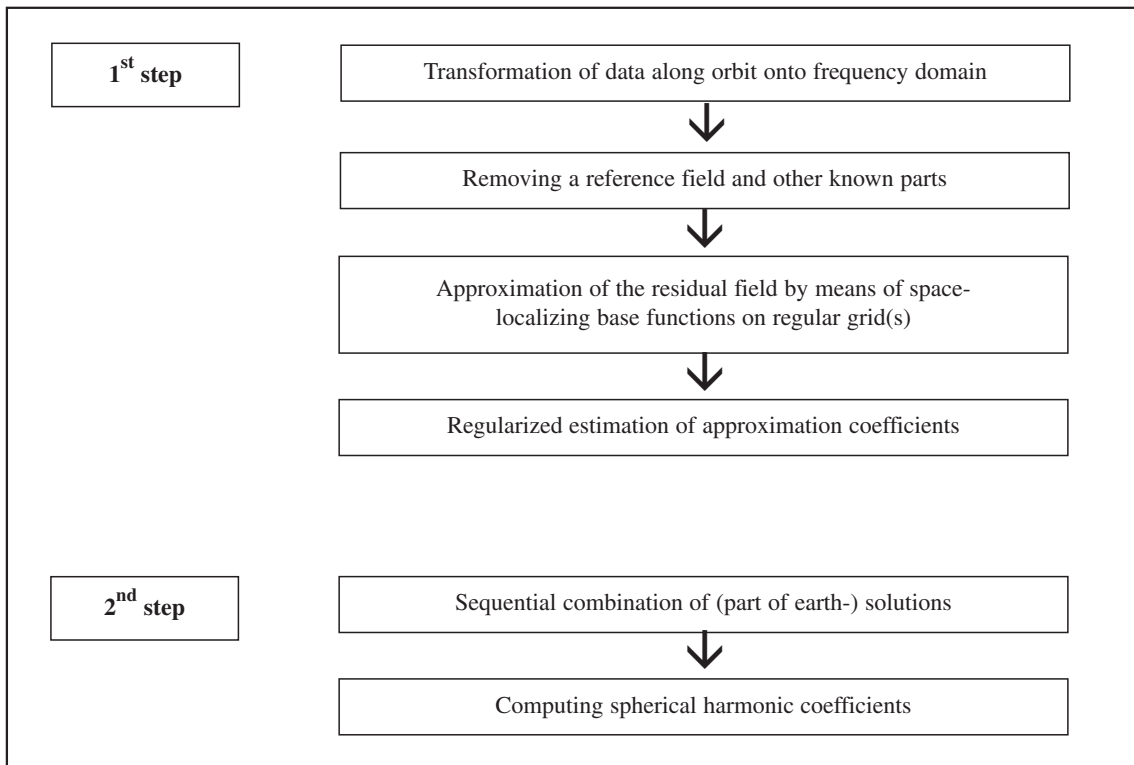 1st step
Transformation of data along orbit onto frequency domain
Removing a reference field and other known parts
Approximation of the residual field by means of space-
localizing base functions on regular grid(s)
Regularized estimation of approximation coefficients
2nd step
Sequential combination of (part of earth-) solutions
Computing spherical harmonic coefficients